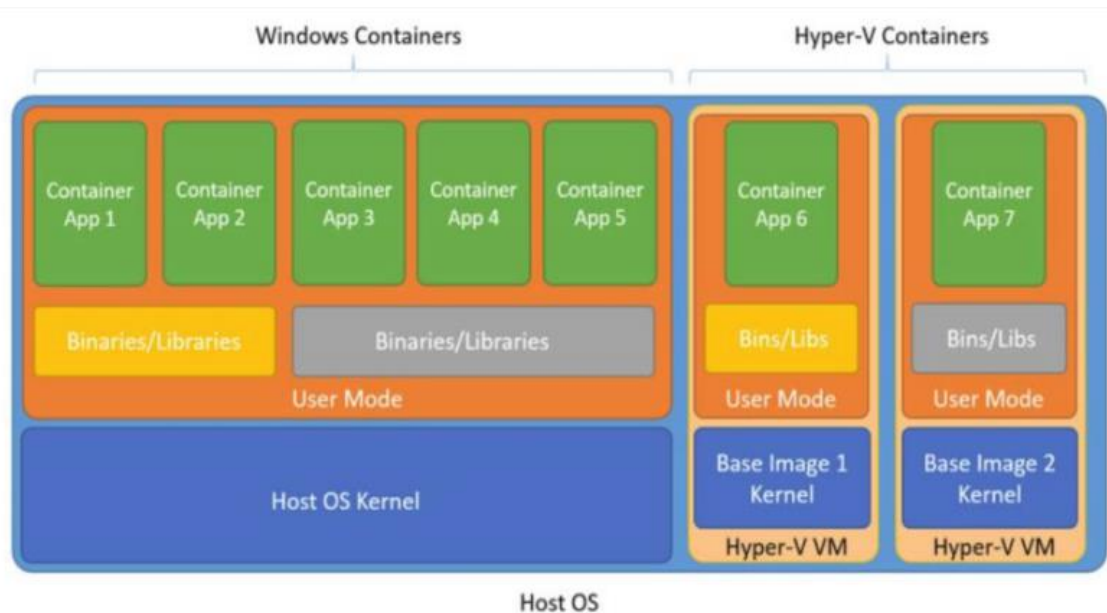 Windows Containers
Hyper-V Containers
Container
App 1
Container
App 2
Container
App 3
Container
App 4
Container
App 5
Container
App 6
Container
App 7
Binaries/Libraries
Binaries/Libraries
Bins/Libs
Bins/Libs
User Mode
User Mode
User Mode
Host OS Kernel
Base Image 1
Kernel
Base Image 2
Kernel
Hyper-V VM
Hyper-V VM
Host OS